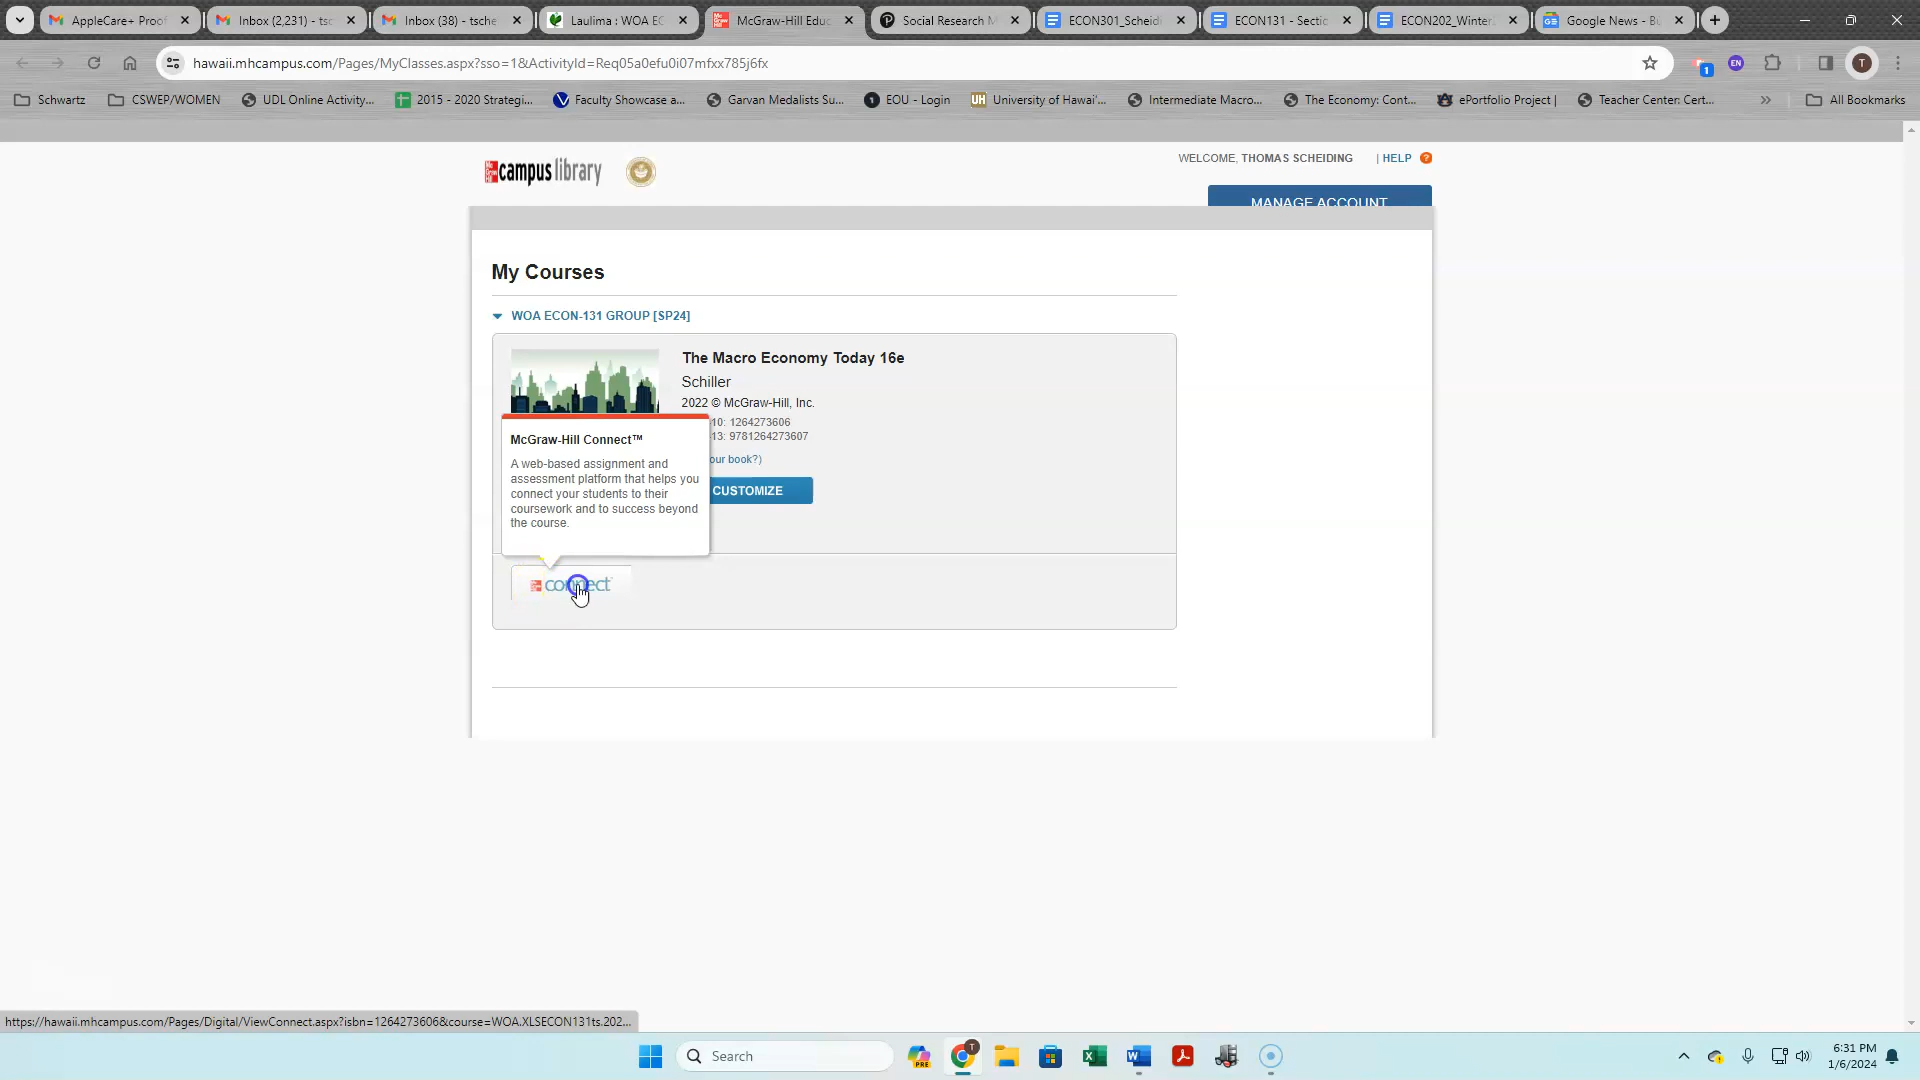 AppleCare+ Proof
Inbox (2,231) - tsc
Inbox (38) - tsche
Laulima : WOA EC
McGraw-Hill Educ
Social Research M
ECON301_Scheidi
ECON131 - Sectio
ECON202_Winter
Google News - Bu
hawaii.mhcampus.com/Pages/MyClasses.aspx?sso=1&ActivityId=Req05a0efu0i07mfxx785j6fx
1
EN
T
Schwartz
CSWEP/WOMEN
UDL Online Activity...
2015 - 2020 Strategi...
Faculty Showcase a...
Garvan Medalists Su...
EOU - Login
University of Hawai'...
Intermediate Macro...
The Economy: Cont...
ePortfolio Project |
Teacher Center: Cert...
All Bookmarks
campus library
WELCOME, THOMAS SCHEIDING | HELP ?
MANAGE ACCOUNT
My Courses
WOA ECON-131 GROUP [SP24]
The Macro Economy Today 16e
Schiller
2022 © McGraw-Hill, Inc.
10: 1264273606
13: 9781264273607
our book?)
CUSTOMIZE
McGraw-Hill Connect™
A web-based assignment and
assessment platform that helps you
connect your students to their
coursework and to success beyond
the course.
connect
https://hawaii.mhcampus.com/Pages/Digital/ViewConnect.aspx?isbn=1264273606&course=WOA.XLSECON131ts.202...
Search
PRE
T
6:31 PM
1/6/2024